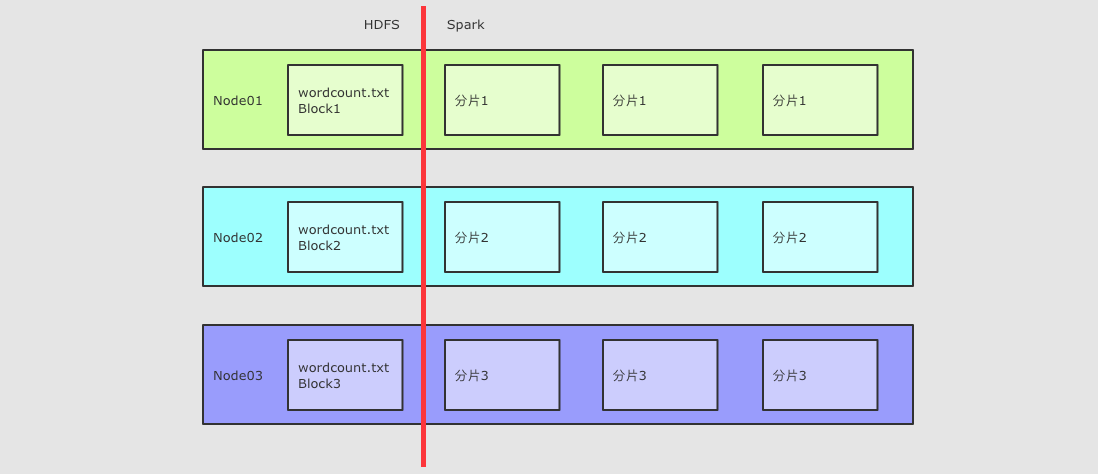 HDFS
Spark
Node01
wordcount.txt
Block1
分片1
分片1
分片1
Node02
wordcount.txt
Block2
分片2
分片2
分片2
Node03
wordcount.txt
Block3
分片3
分片3
分片3